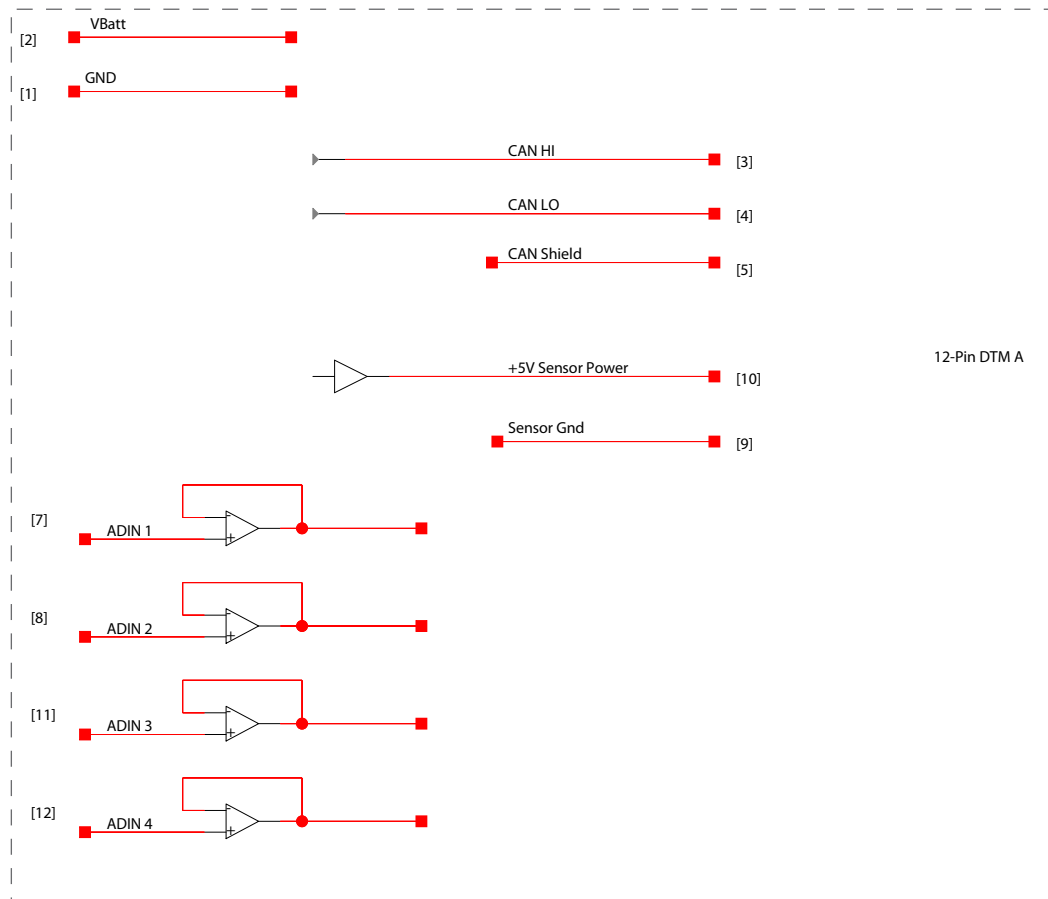 VBatt
[2]
GND
[1]
CAN HI
[3]
CAN LO
[4]
CAN Shield
[5]
12-Pin DTM A
+5V Sensor Power
[10]
Sensor Gnd
[9]
[7]
ADIN 1
-
+
[8]
ADIN 2
-
+
[11]
ADIN 3
-
+
[12]
ADIN 4
-
+